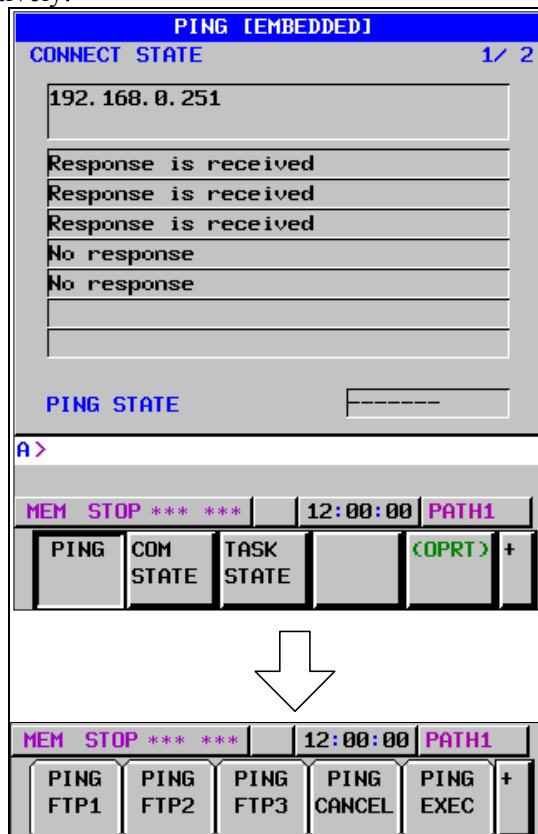 tively.
PING [EMBEDDED]
CONNECT STATE 1/ 2
192. 168. 0. 251
Response is received
Response is received
Response is received
No response
No response
PING STATE -------
A>
MEM STOP *** *** 12:00:00 PATH1
PING COM STATE TASK STATE (OPRT) +
MEM STOP *** *** 12:00:00 PATH1
PING FTP1 PING FTP2 PING FTP3 PING CANCEL PING EXEC +